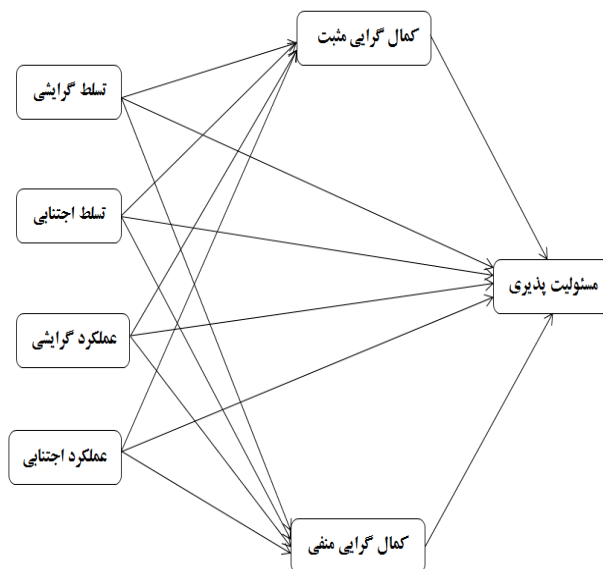 کمال گرایی مثبت
تسلط گرایشی
تسلط اجتنابی
مسئولیت پذیری
عملکرد گرایشی
عملکرد اجتنابی
کمال گرایی منفی